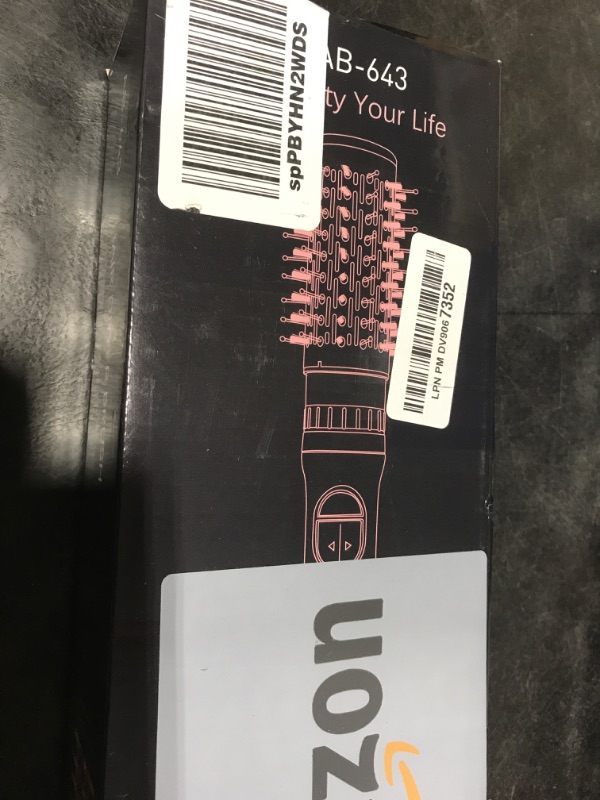 AB-643
ty Your Life
spPBYHN2WDS
LPN PM DV9067352
zon